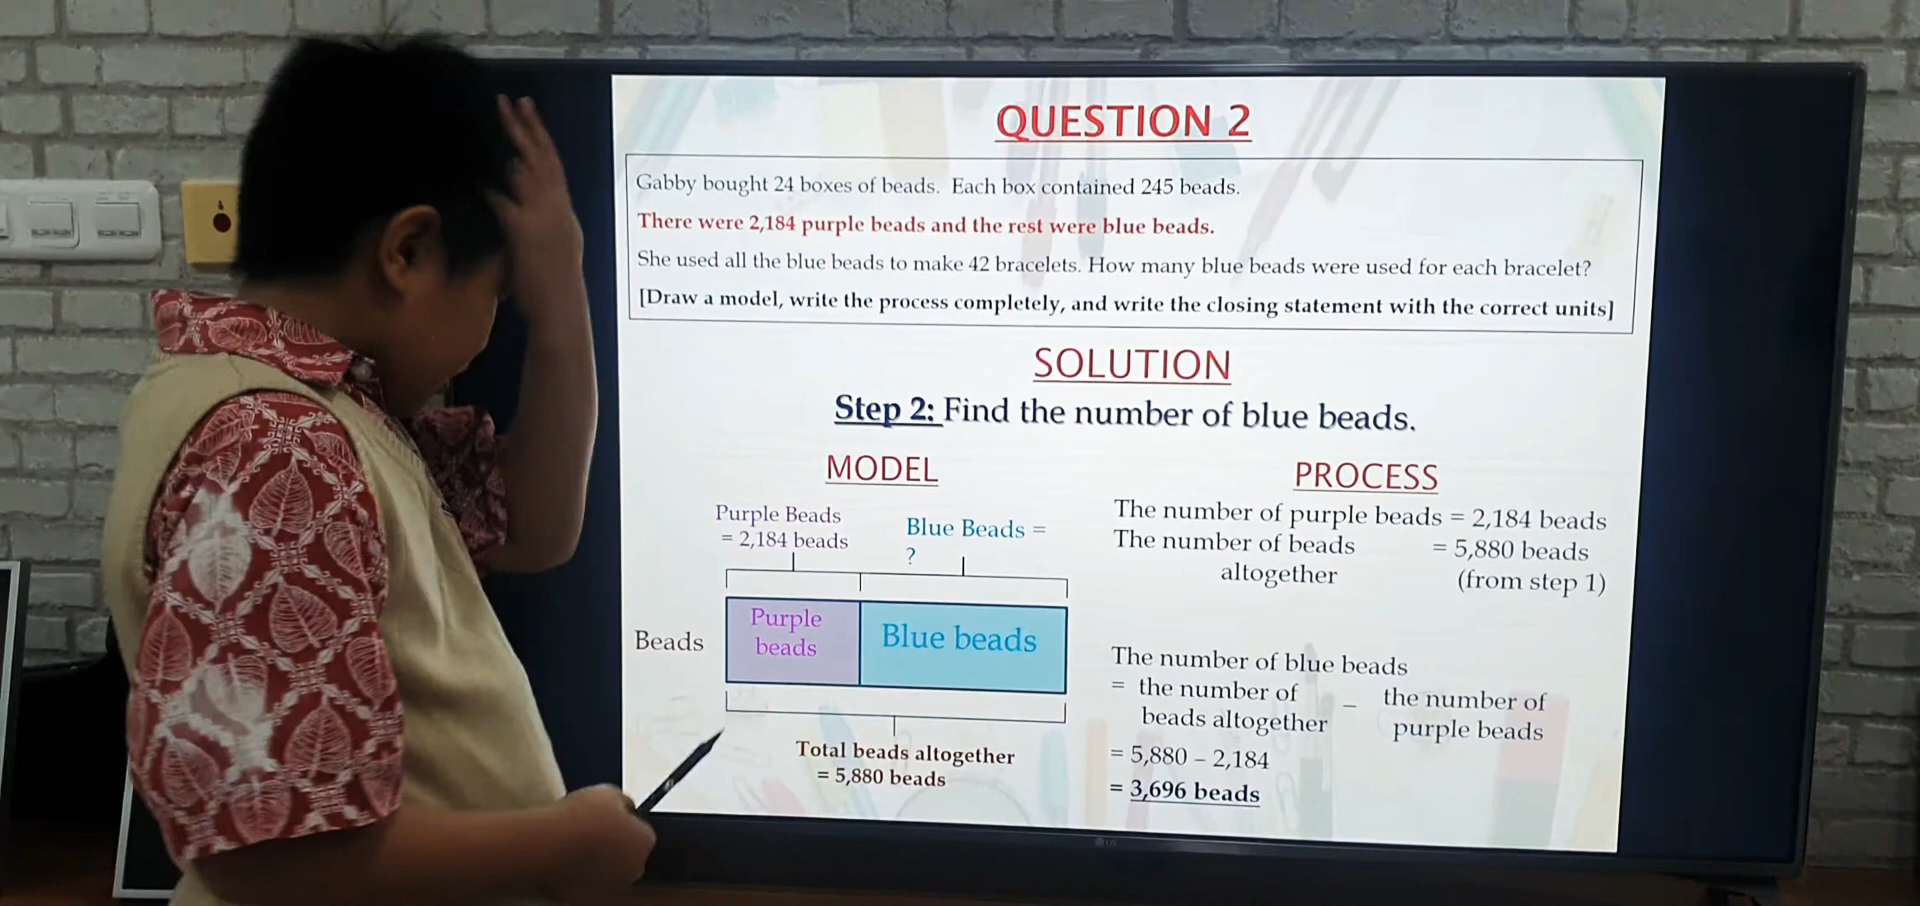 QUESTION 2
Gabby bought 24 boxes of beads. Each box contained 245 beads.
There were 2,184 purple beads and the rest were blue beads.
She used all the blue beads to make 42 bracelets. How many blue beads were used for each bracelet?
[Draw a model, write the process completely, and write the closing statement with the correct units]
SOLUTION
Step 2: Find the number of blue beads.
MODEL
Purple Beads
= 2,184 beads
Blue Beads =
?
Beads
Purple
beads
Blue beads
Total beads altogether
= 5,880 beads
PROCESS
The number of purple beads = 2,184 beads
The number of beads = 5,880 beads
altogether (from step 1)
The number of blue beads
= the number of – the number of
beads altogether purple beads
= 5,880 – 2,184
= 3,696 beads
LG